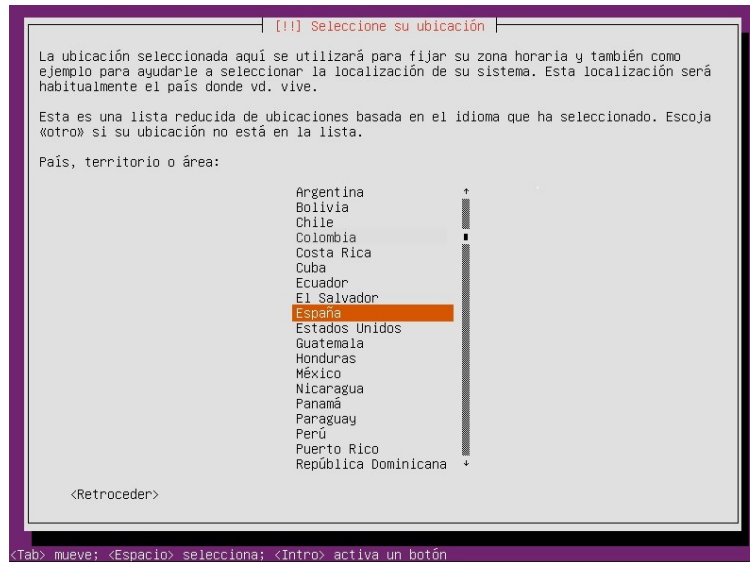 [!!] Seleccione su ubicación
La ubicación seleccionada aquí se utilizará para fijar su zona horaria y también como
ejemplo para ayudarle a seleccionar la localización de su sistema. Esta localización será
habitualmente el país donde vd. vive.
Esta es una lista reducida de ubicaciones basada en el idioma que ha seleccionado. Escoja
«otro» si su ubicación no está en la lista.
País, territorio o área:
Argentina
Bolivia
Chile
Colombia
Costa Rica
Cuba
Ecuador
El Salvador
España
Estados Unidos
Guatemala
Honduras
México
Nicaragua
Panamá
Paraguay
Perú
Puerto Rico
República Dominicana
<Retroceder>
<Tab> mueve; <Espacio> selecciona; <Intro> activa un botón